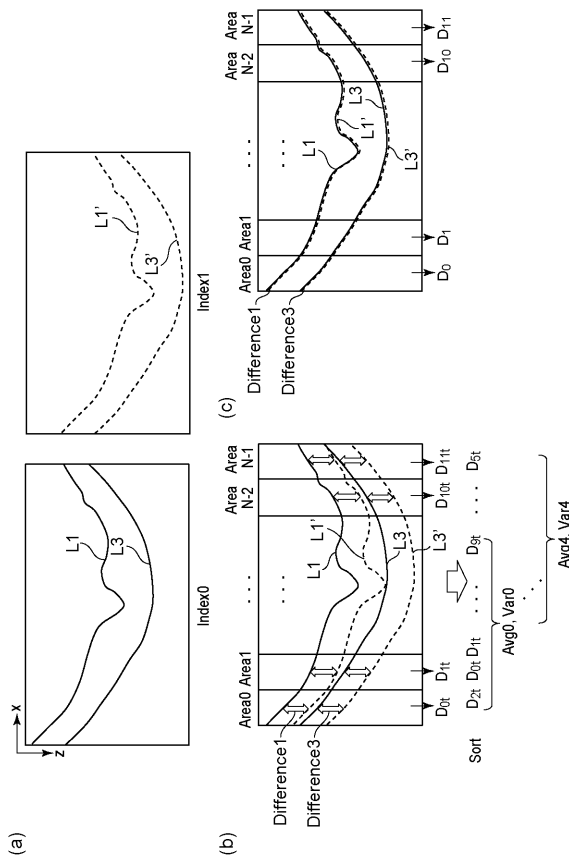 (a)
x
z
L1
L3
Index0
L1'
L3'
Index1
(b)
Area0 Area1
. . .
Area N-2
Area N-1
. . .
Difference1
Difference3
L1
L1'
L3
L3'
D0t
D1t
D10t
D11t
Sort
D2t D0t D1t . . . . D9t . . . D5t
Avg0, Var0
. . .
Avg4, Var4
(c)
Area0 Area1
. . .
Area N-2
Area N-1
. . .
Difference1
Difference3
L1
L1'
L3
L3'
D0
D1
D10
D11